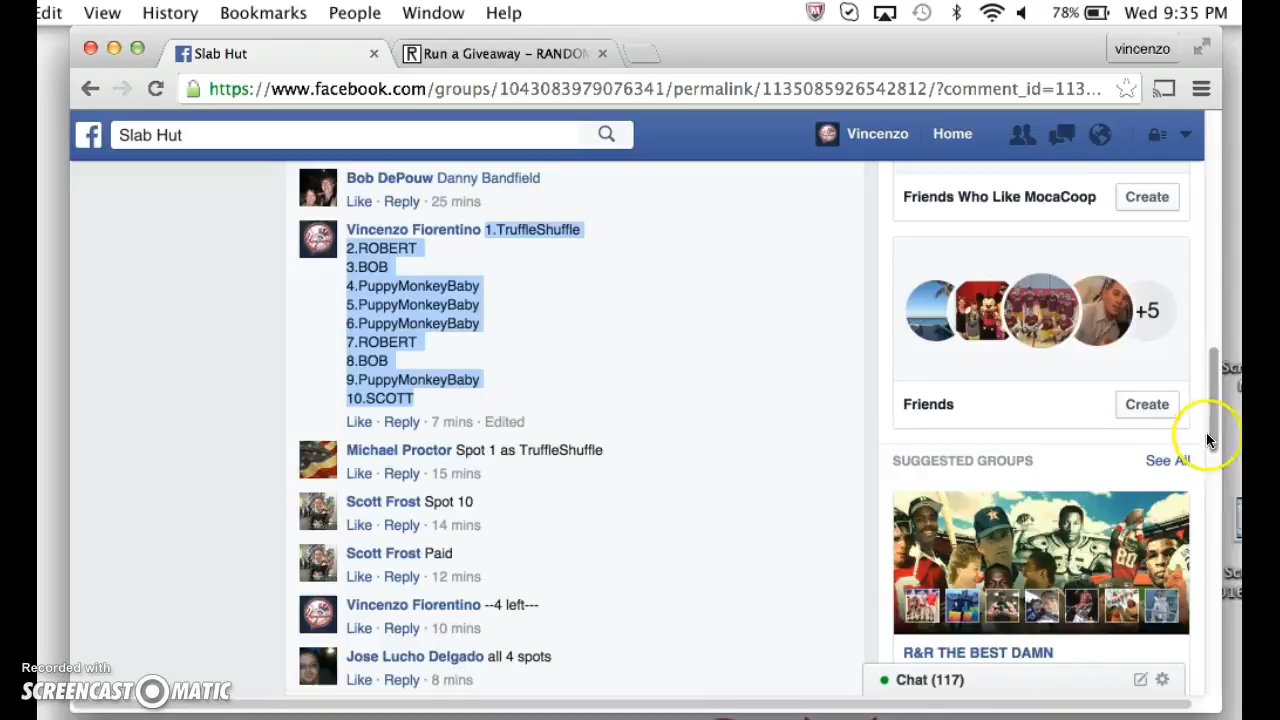 Edit View History Bookmarks People Window Help 78% Wed 9:35 PM
Slab Hut Run a Giveaway – RANDO vincenzo
https://www.facebook.com/groups/1043083979076341/permalink/1135085926542812/?comment_id=113...
Slab Hut Vincenzo Home
Bob DePouw Danny Bandfield
Like · Reply · 25 mins
Vincenzo Fiorentino 1.TruffleShuffle
2.ROBERT
3.BOB
4.PuppyMonkeyBaby
5.PuppyMonkeyBaby
6.PuppyMonkeyBaby
7.ROBERT
8.BOB
9.PuppyMonkeyBaby
10.SCOTT
Like · Reply · 7 mins · Edited
Michael Proctor Spot 1 as TruffleShuffle
Like · Reply · 15 mins
Scott Frost Spot 10
Like · Reply · 14 mins
Scott Frost Paid
Like · Reply · 12 mins
Vincenzo Fiorentino --4 left---
Like · Reply · 10 mins
Jose Lucho Delgado all 4 spots
Like · Reply · 8 mins
Friends Who Like MocaCoop Create
+5
Friends Create
SUGGESTED GROUPS See All
R&R THE BEST DAMN
Chat (117)
Recorded with
SCREENCAST O MATIC